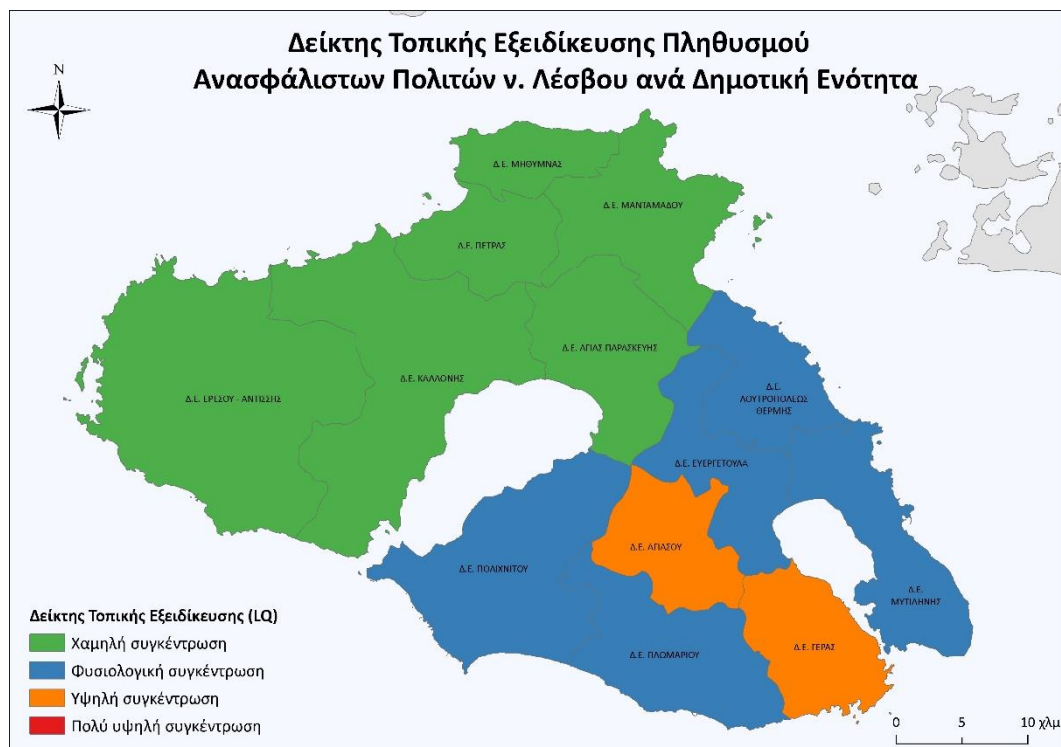 Δείκτης Τοπικής Εξειδίκευσης Πληθυσμού
Ανασφάλιστων Πολιτών ν. Λέσβου ανά Δημοτική Ενότητα
N
Δ.Ε. ΜΗΘΥΜΝΑΣ
Δ.Ε. ΜΑΝΤΑΜΑΔΟΥ
Δ.Ε. ΠΕΤΡΑΣ
Δ.Ε. ΑΓΙΑΣ ΠΑΡΑΣΚΕΥΗΣ
Δ.Ε. ΚΑΛΛΟΝΗΣ
Δ.Ε. ΕΡΕΣΟΥ - ΑΝΤΙΣΣΗΣ
Δ.Ε.
ΛΟΥΤΡΟΠΟΛΕΩΣ
ΘΕΡΜΗΣ
Δ.Ε. ΕΥΕΡΓΕΤΟΥΛΑ
Δ.Ε. ΑΓΙΑΣΟΥ
Δ.Ε. ΠΟΛΙΧΝΙΤΟΥ
Δ.Ε.
ΜΥΤΙΛΗΝΗΣ
Δ.Ε. ΓΕΡΑΣ
Δ.Ε. ΠΛΩΜΑΡΙΟΥ
Δείκτης Τοπικής Εξειδίκευσης (LQ)
Χαμηλή συγκέντρωση
Φυσιολογική συγκέντρωση
Υψηλή συγκέντρωση
Πολύ υψηλή συγκέντρωση
0 5 10 χλμ